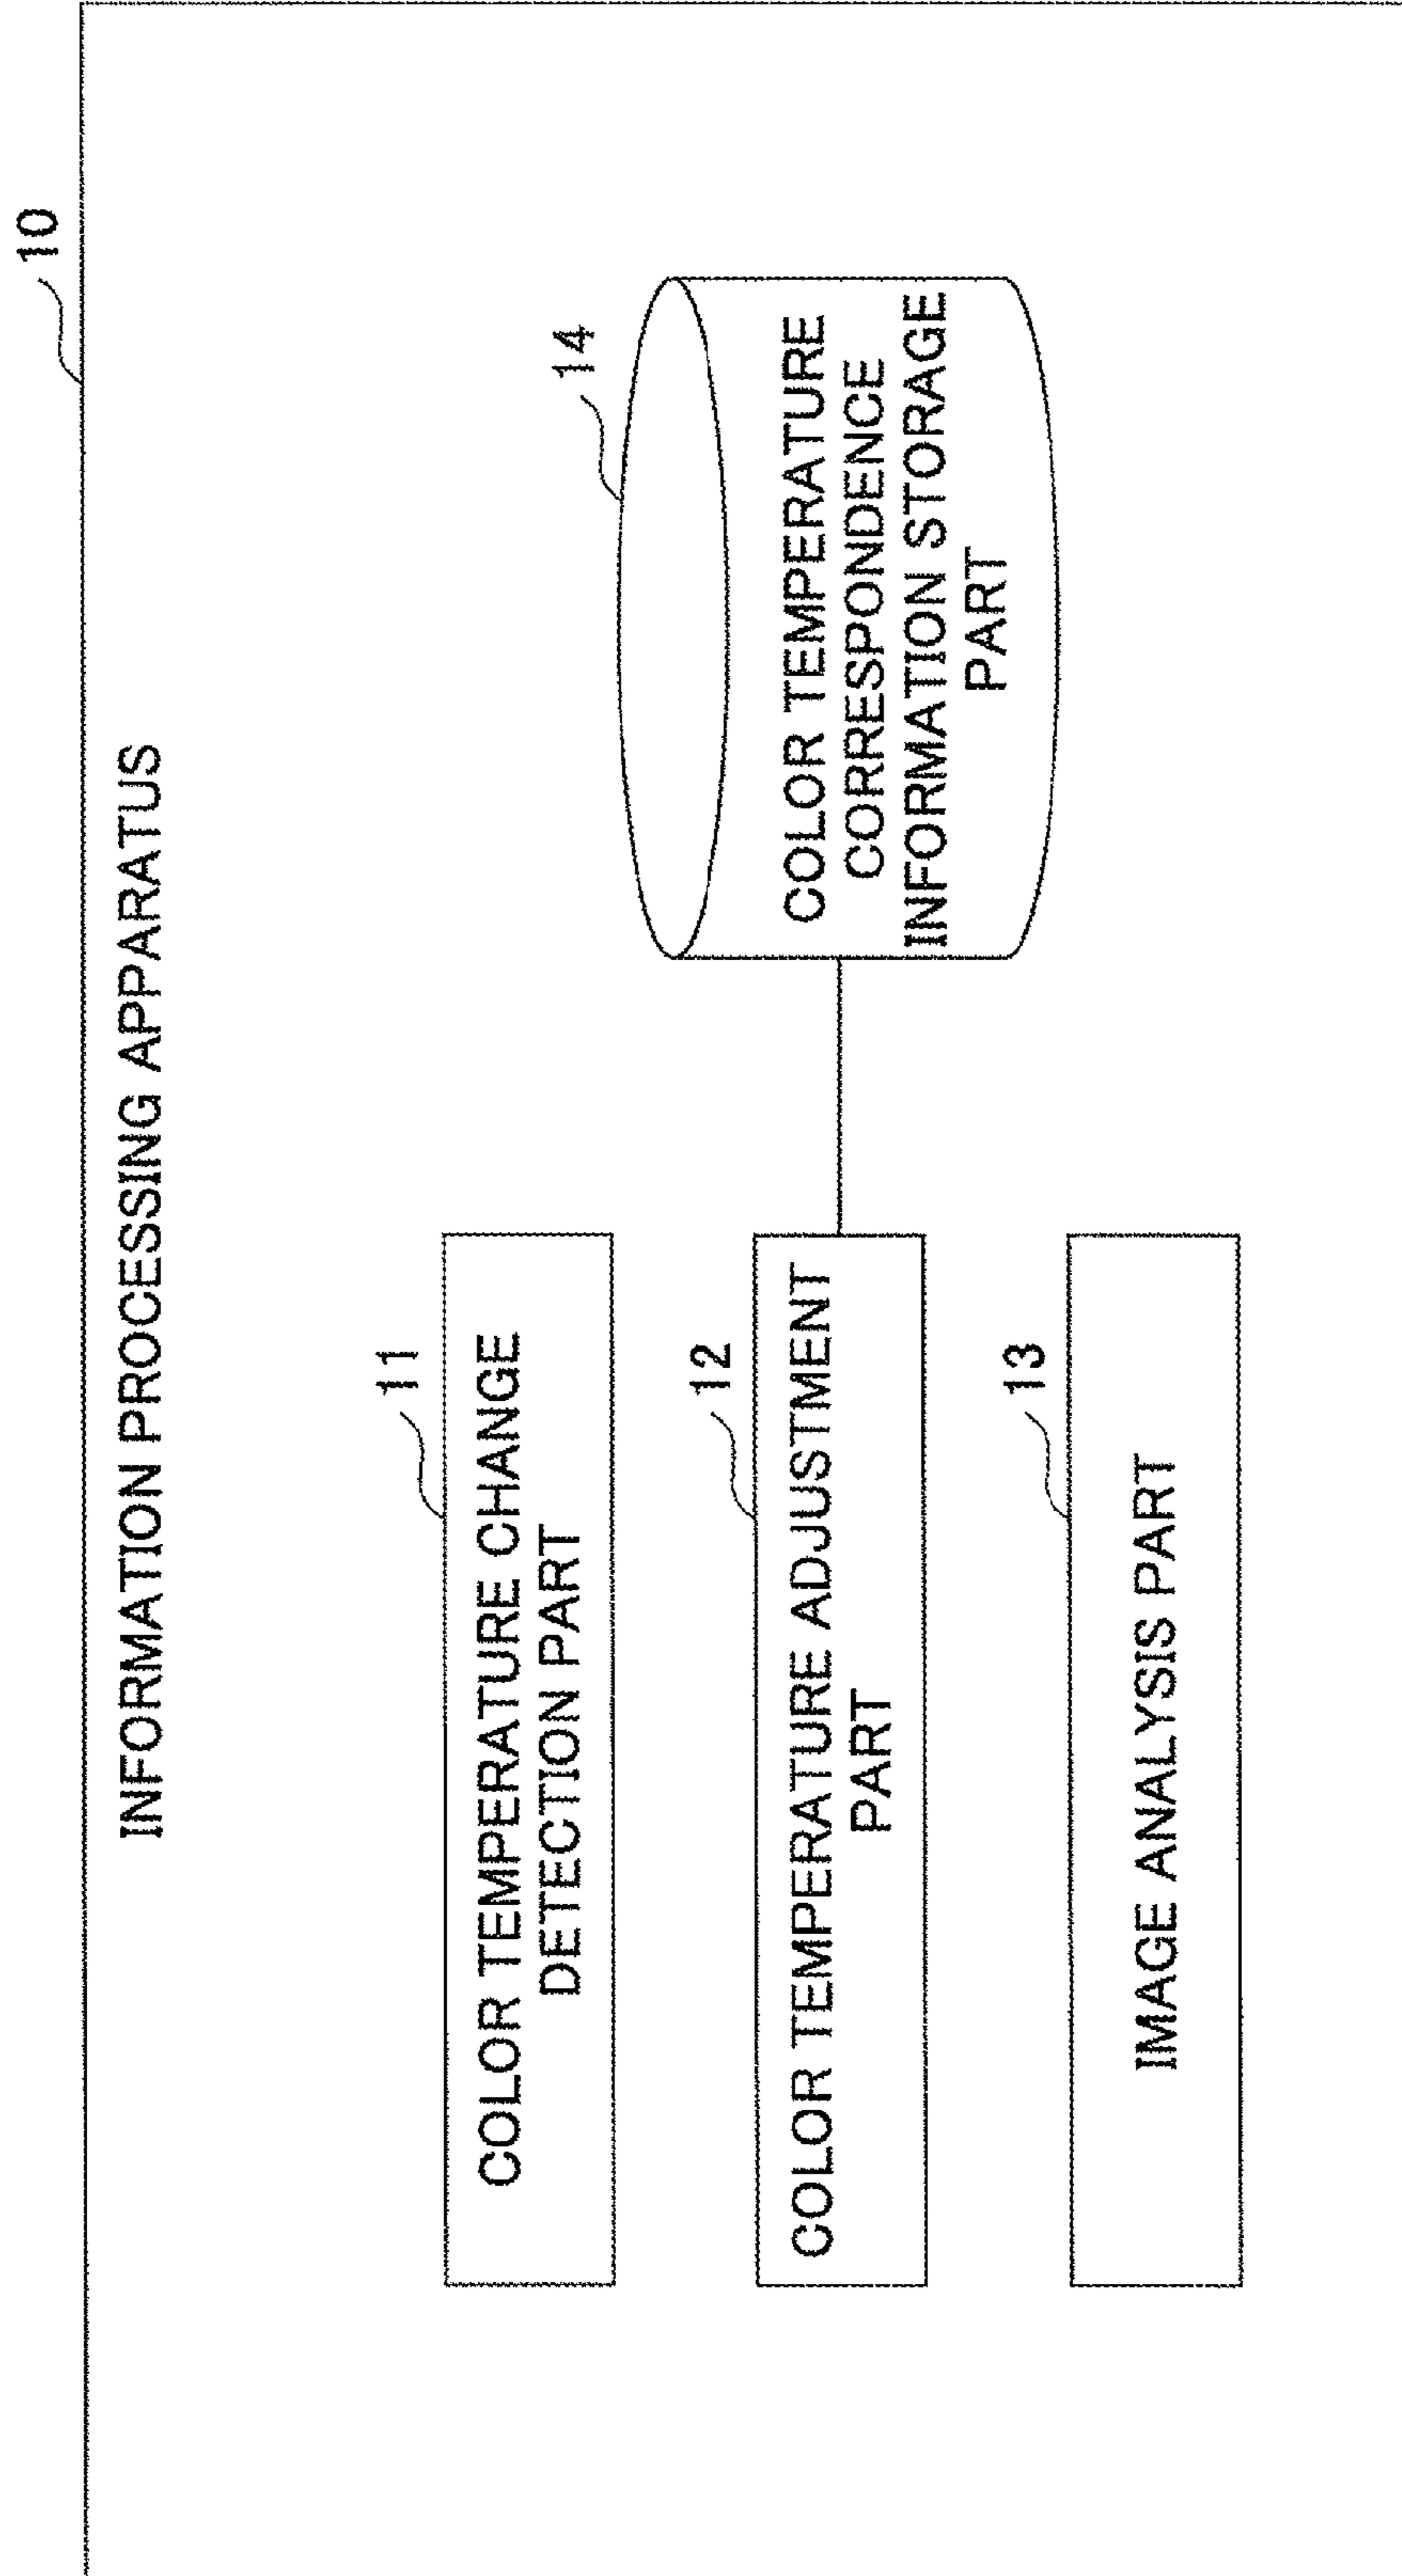 10
INFORMATION PROCESSING APPARATUS
11
COLOR TEMPERATURE CHANGE
DETECTION PART
12
COLOR TEMPERATURE ADJUSTMENT
PART
13
IMAGE ANALYSIS PART
14
COLOR TEMPERATURE
CORRESPONDENCE
INFORMATION STORAGE
PART